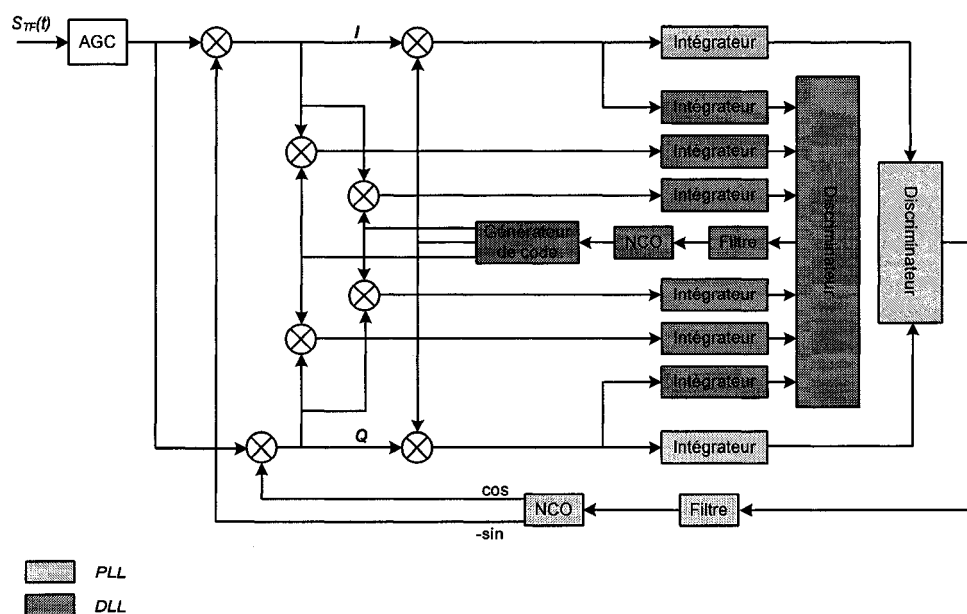 S_TF(t)
AGC
I
Intégrateur
Intégrateur
Intégrateur
Intégrateur
Générateur
de code
NCO
Filtre
Discriminateur
Discriminateur
Intégrateur
Intégrateur
Intégrateur
Q
Intégrateur
cos
NCO
Filtre
-sin
PLL
DLL